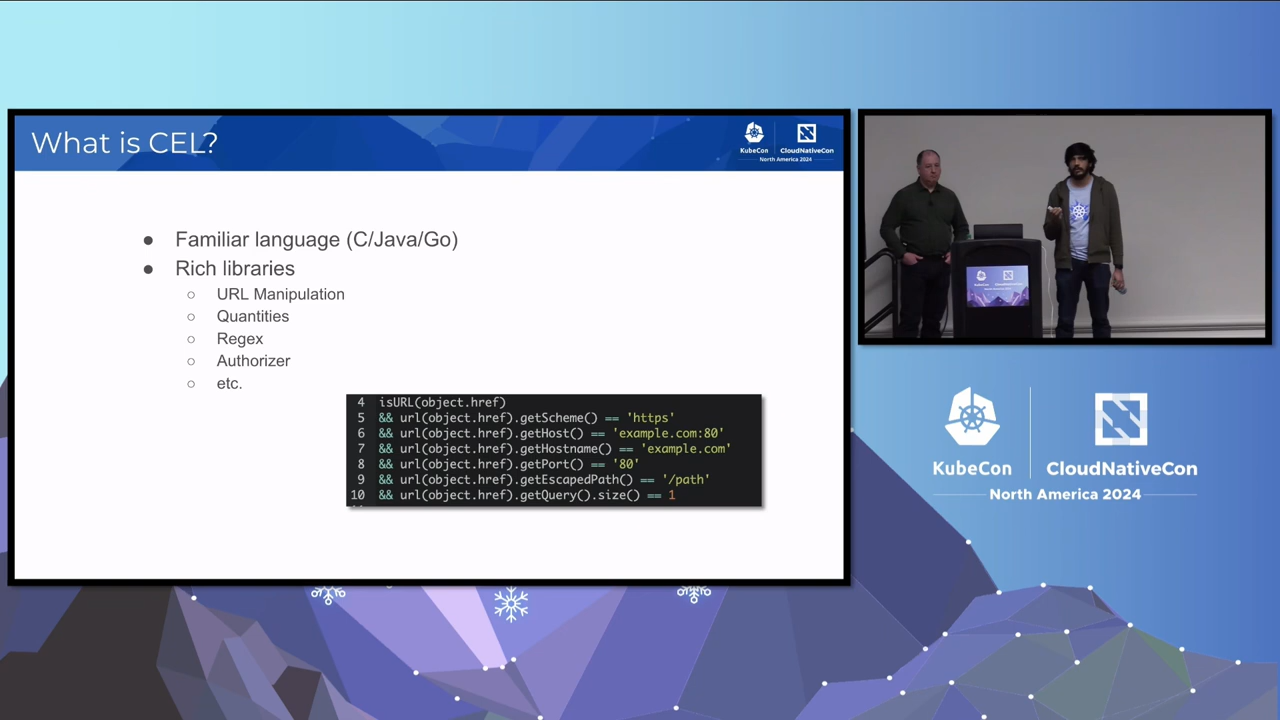 What is CEL?
KubeCon
CloudNativeCon
North America 2024
● Familiar language (C/Java/Go)
● Rich libraries
○ URL Manipulation
○ Quantities
○ Regex
○ Authorizer
○ etc.
4 isURL(object.href)
5 && url(object.href).getScheme() == 'https'
6 && url(object.href).getHost() == 'example.com:80'
7 && url(object.href).getHostname() == 'example.com'
8 && url(object.href).getPort() == '80'
9 && url(object.href).getEscapedPath() == '/path'
10 && url(object.href).getQuery().size() == 1
KubeCon
CloudNativeCon
North America 2024